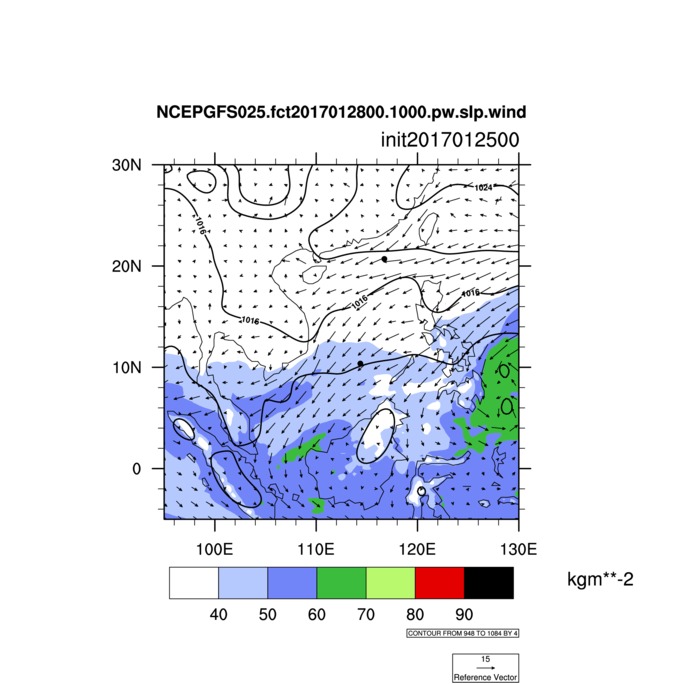 NCEPGFS025.fct2017012800.1000.pw.slp.wind
init2017012500
30N
1024
1016
20N
1016
1016
1016
10N
0
100E 110E 120E 130E
kgm**-2
40 50 60 70 80 90
CONTOUR FROM 948 TO 1084 BY 4
15
Reference Vector